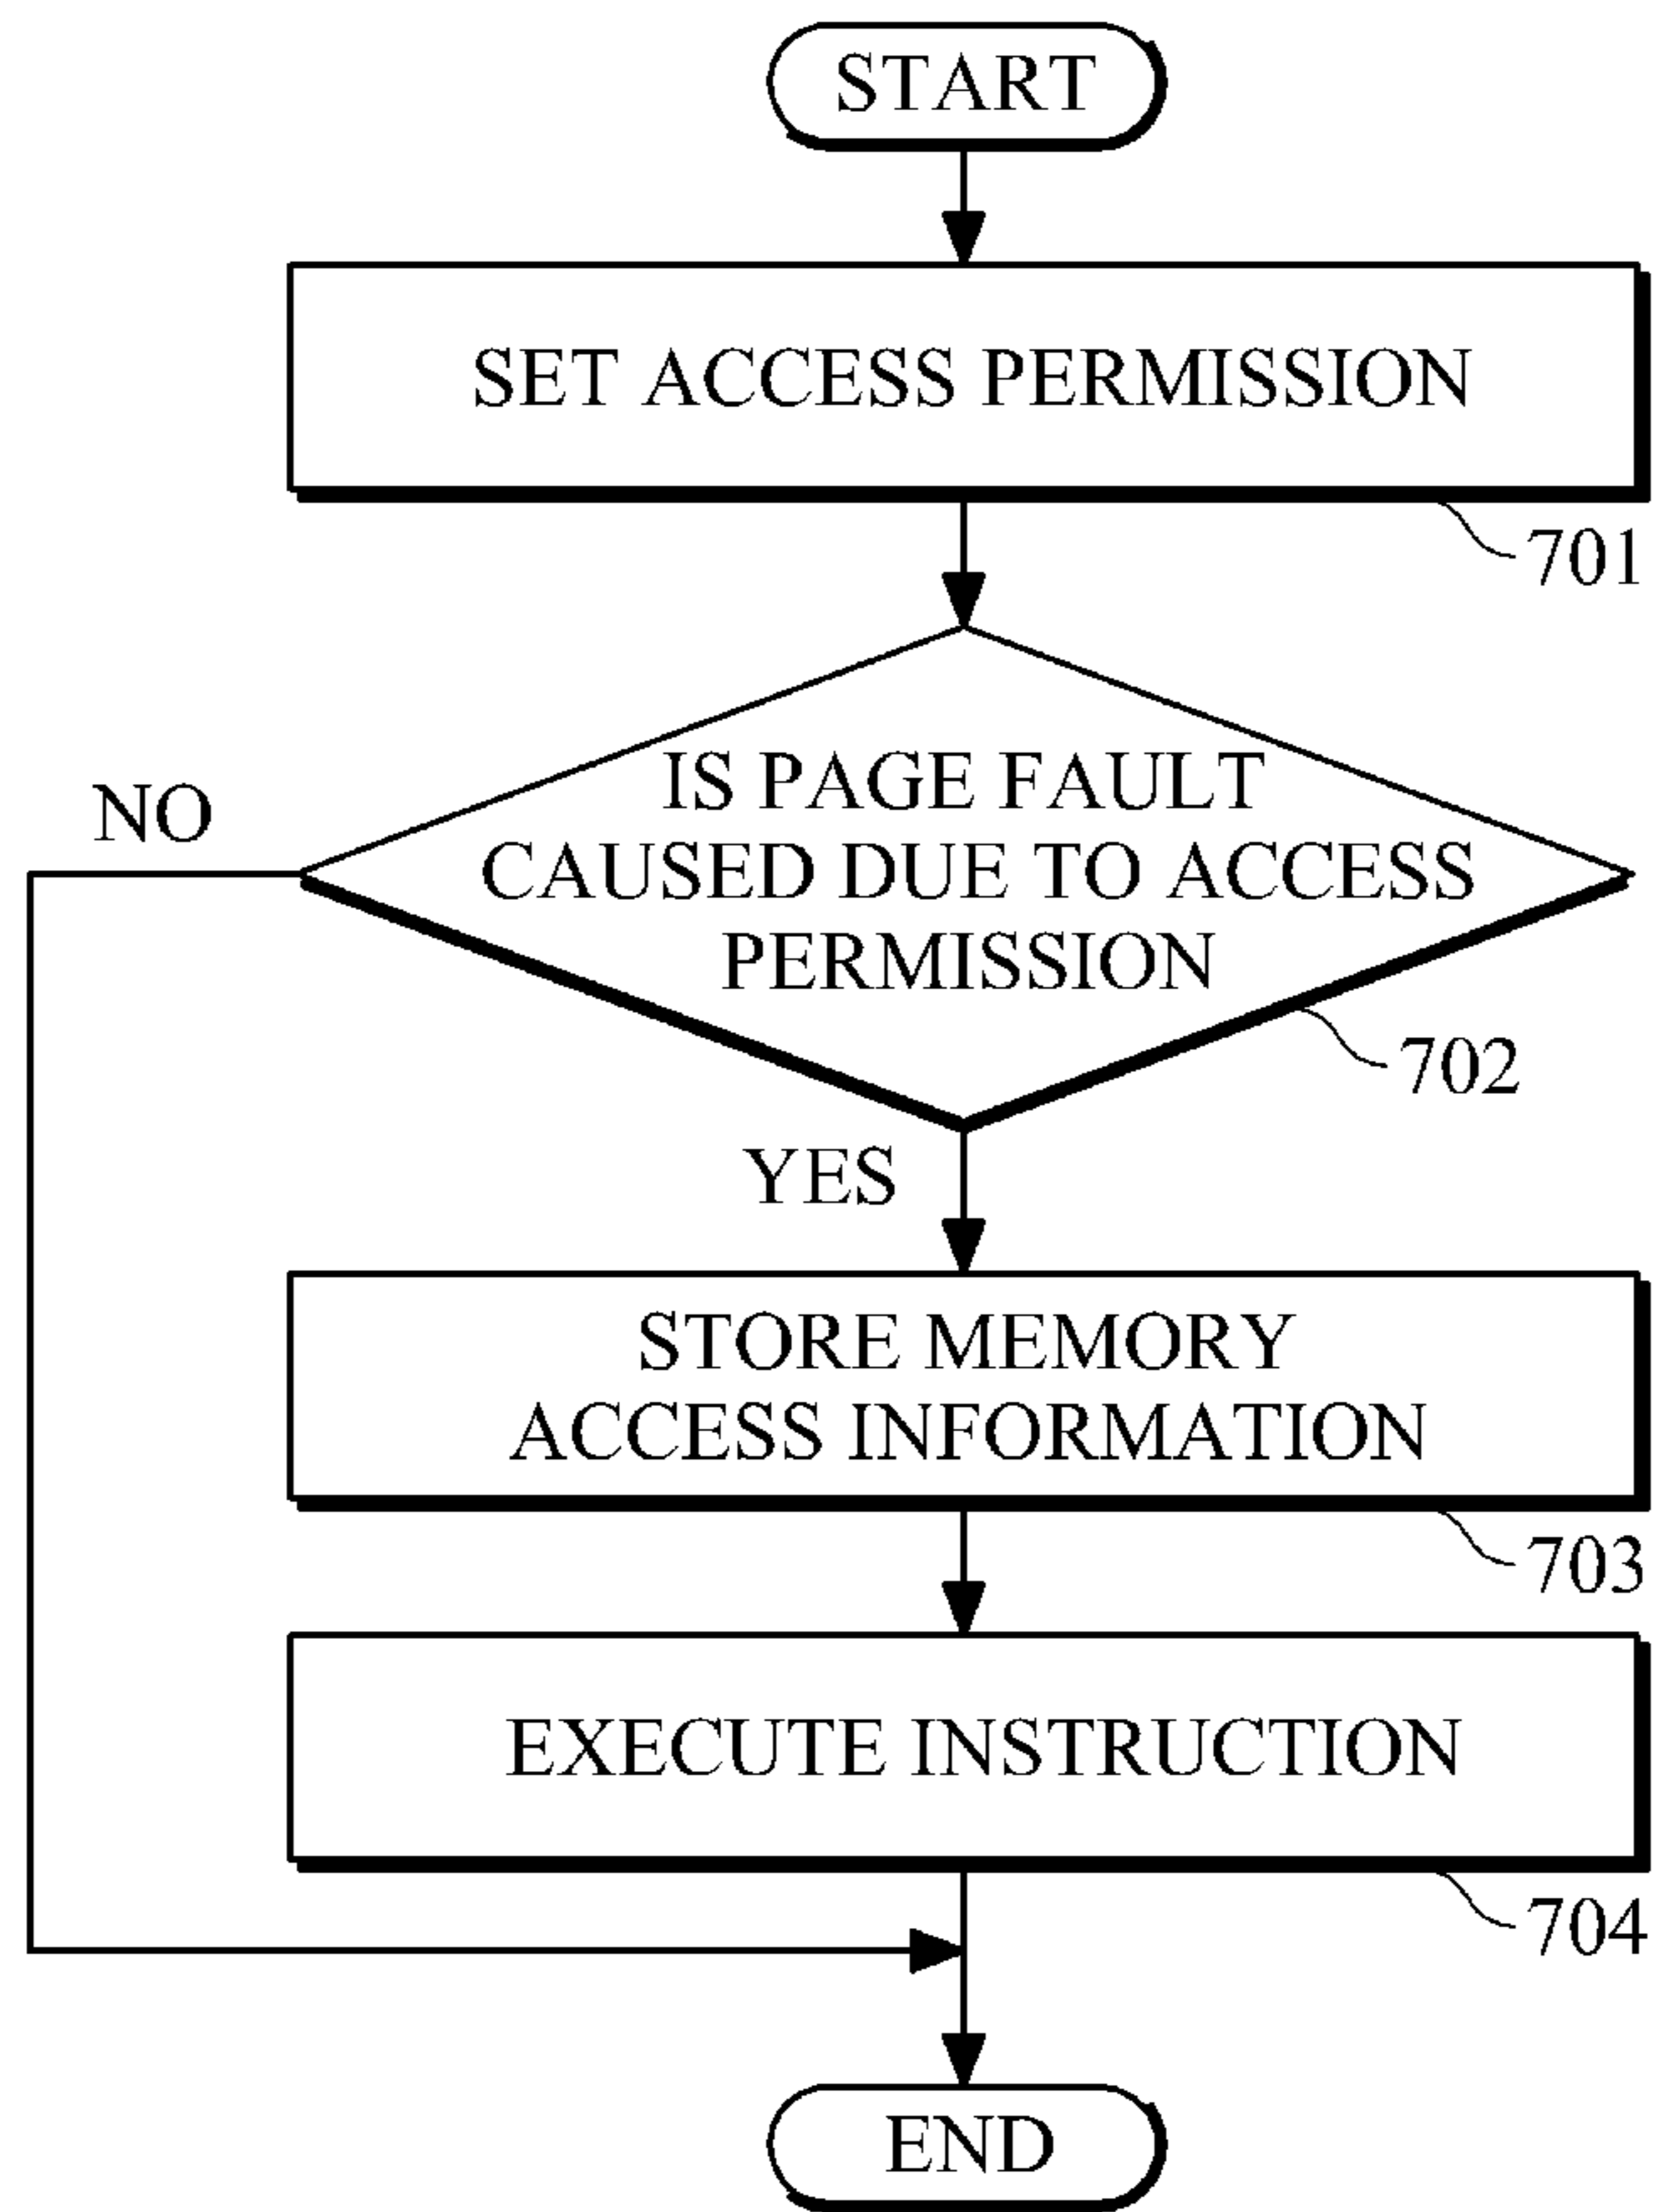 START
SET ACCESS PERMISSION
701
IS PAGE FAULT
CAUSED DUE TO ACCESS
PERMISSION
NO
702
YES
STORE MEMORY
ACCESS INFORMATION
703
EXECUTE INSTRUCTION
704
END